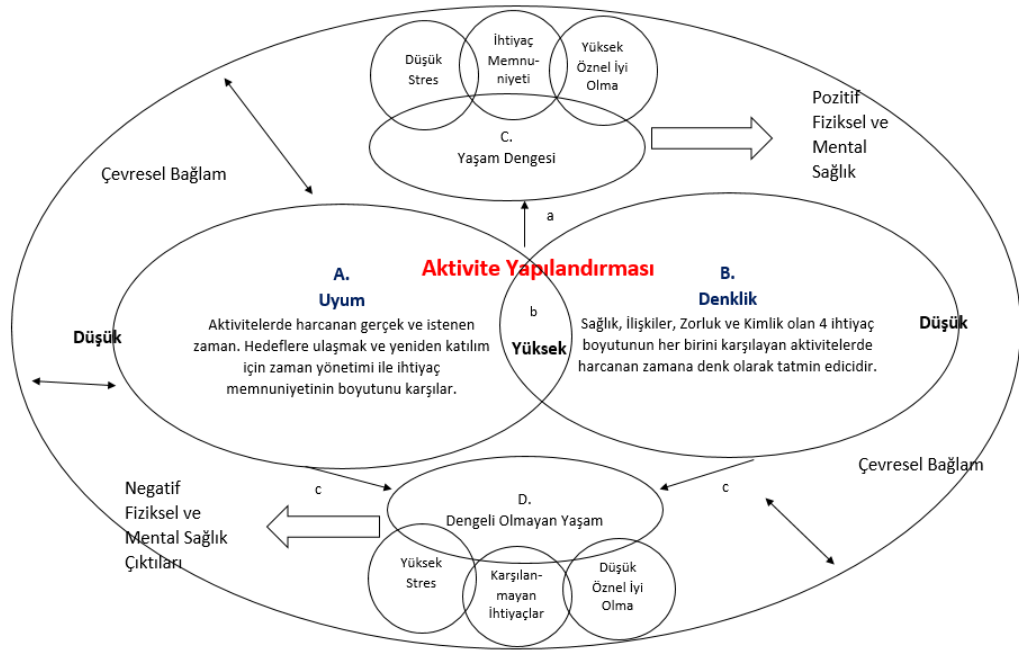 Düşük
Stres
İhtiyaç
Memnu-
niyeti
Yüksek
Öznel İyi
Olma
C.
Yaşam Dengesi
Pozitif
Fiziksel ve
Mental
Sağlık
Çevresel Bağlam
a
Aktivite Yapılandırması
A.
Uyum
Aktivitelerde harcanan gerçek ve istenen
zaman. Hedeflere ulaşmak ve yeniden katılım
için zaman yönetimi ile ihtiyaç
memnuniyetinin boyutunu karşılar.
Düşük
b
Yüksek
B.
Denklik
Sağlık, İlişkiler, Zorluk ve Kimlik olan 4 ihtiyaç
boyutunun her birini karşılayan aktivitelerde
harcanan zamana denk olarak tatmin edicidir.
Düşük
Çevresel Bağlam
c
c
Negatif
Fiziksel ve
Mental Sağlık
Çıktıları
D.
Dengeli Olmayan Yaşam
Yüksek
Stres
Karşılan-
mayan
İhtiyaçlar
Düşük
Öznel İyi
Olma